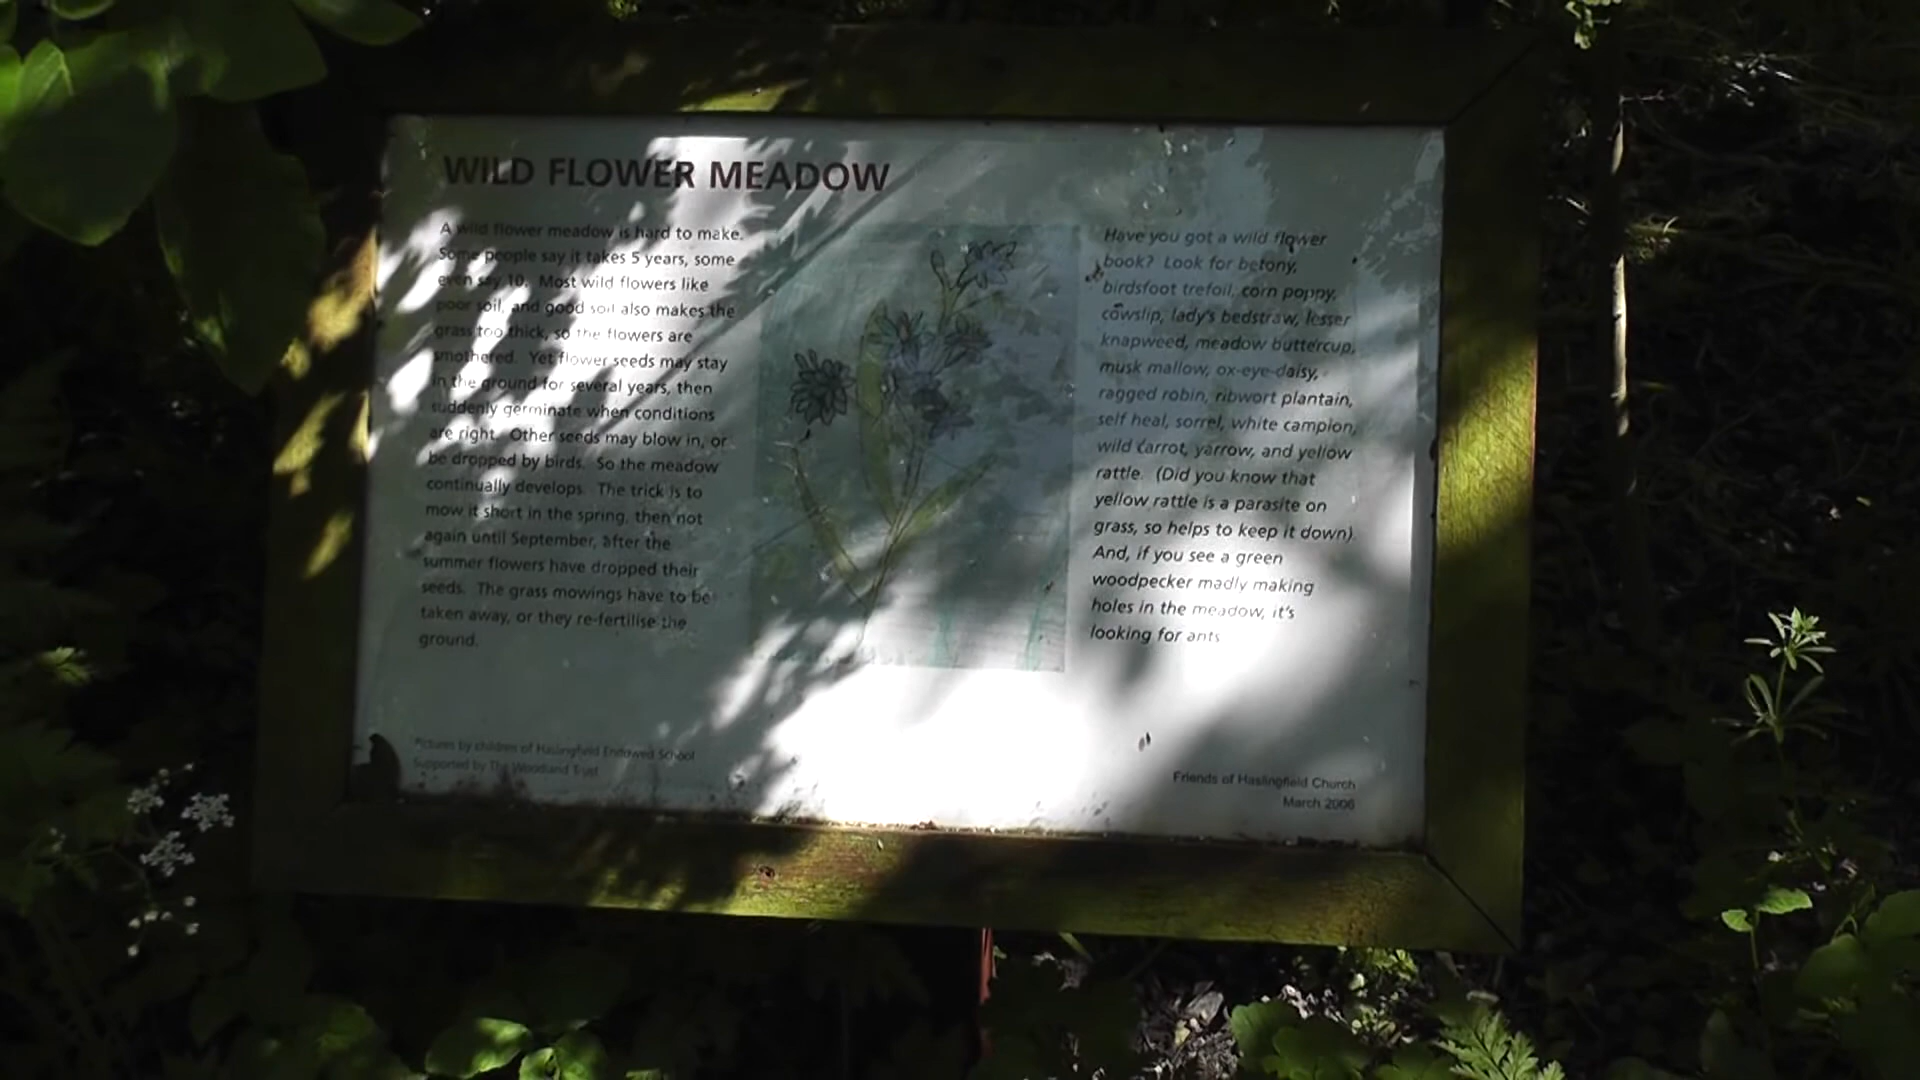 WILD FLOWER MEADOW
A wild flower meadow is hard to make.
Some people say it takes 5 years, some
even say 10. Most wild flowers like
poor soil, and good soil also makes the
grass too thick, so the flowers are
smothered. Yet flower seeds may stay
in the ground for several years, then
suddenly germinate when conditions
are right. Other seeds may blow in, or
be dropped by birds. So the meadow
continually develops. The trick is to
mow it short in the spring, then not
again until September, after the
summer flowers have dropped their
seeds. The grass mowings have to be
taken away, or they re-fertilise the
ground.
Have you got a wild flower
book? Look for betony,
birdsfoot trefoil, corn poppy,
cowslip, lady's bedstraw, lesser
knapweed, meadow buttercup,
musk mallow, ox-eye-daisy,
ragged robin, ribwort plantain,
self heal, sorrel, white campion,
wild carrot, yarrow, and yellow
rattle. (Did you know that
yellow rattle is a parasite on
grass, so helps to keep it down).
And, if you see a green
woodpecker madly making
holes in the meadow, it's
looking for ants
Pictures by children of Haslingfield Endowed School
Supported by The Woodland Trust
Friends of Haslingfield Church
March 2006